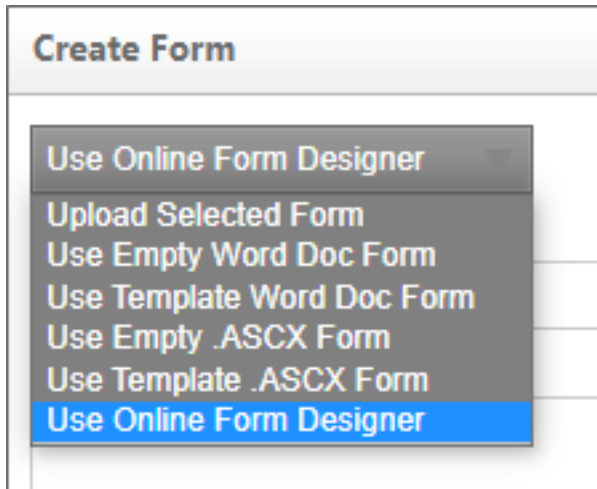 Create Form
Use Online Form Designer
Upload Selected Form
Use Empty Word Doc Form
Use Template Word Doc Form
Use Empty .ASCX Form
Use Template .ASCX Form
Use Online Form Designer